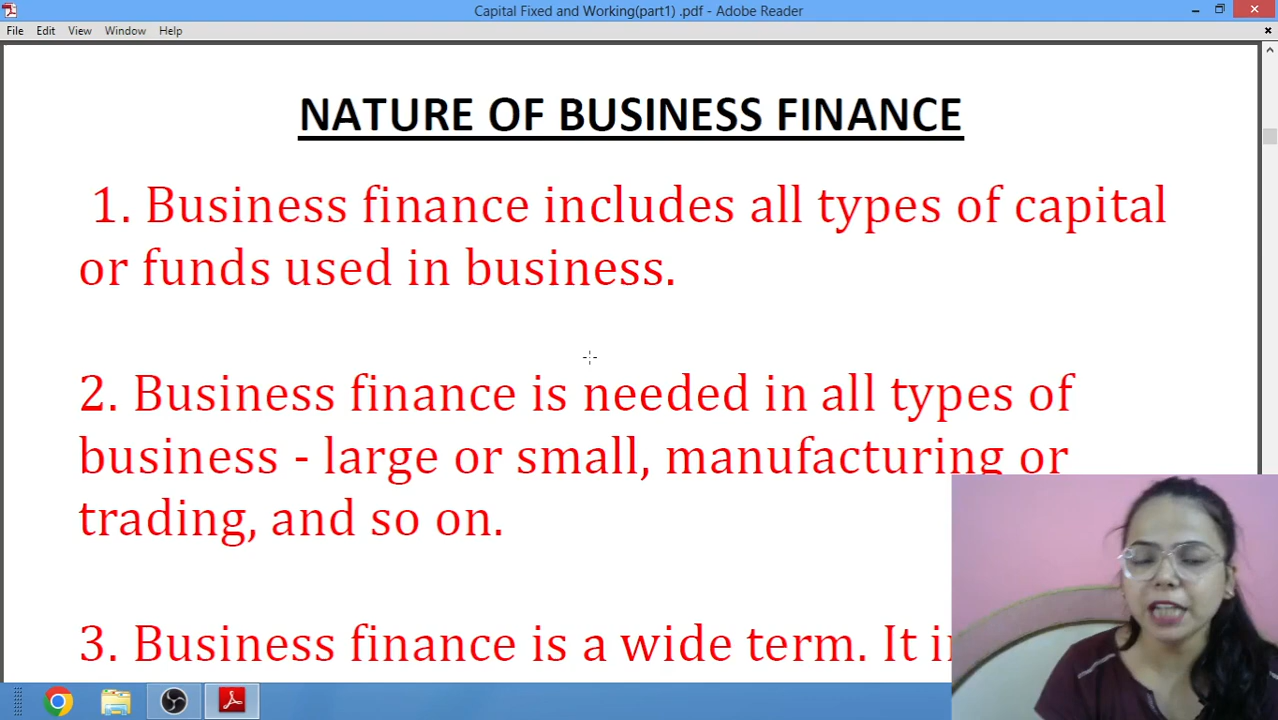 Capital Fixed and Working(part1) .pdf - Adobe Reader
File Edit View Window Help
NATURE OF BUSINESS FINANCE
1. Business finance includes all types of capital
or funds used in business.
2. Business finance is needed in all types of
business - large or small, manufacturing or
trading, and so on.
3. Business finance is a wide term. It